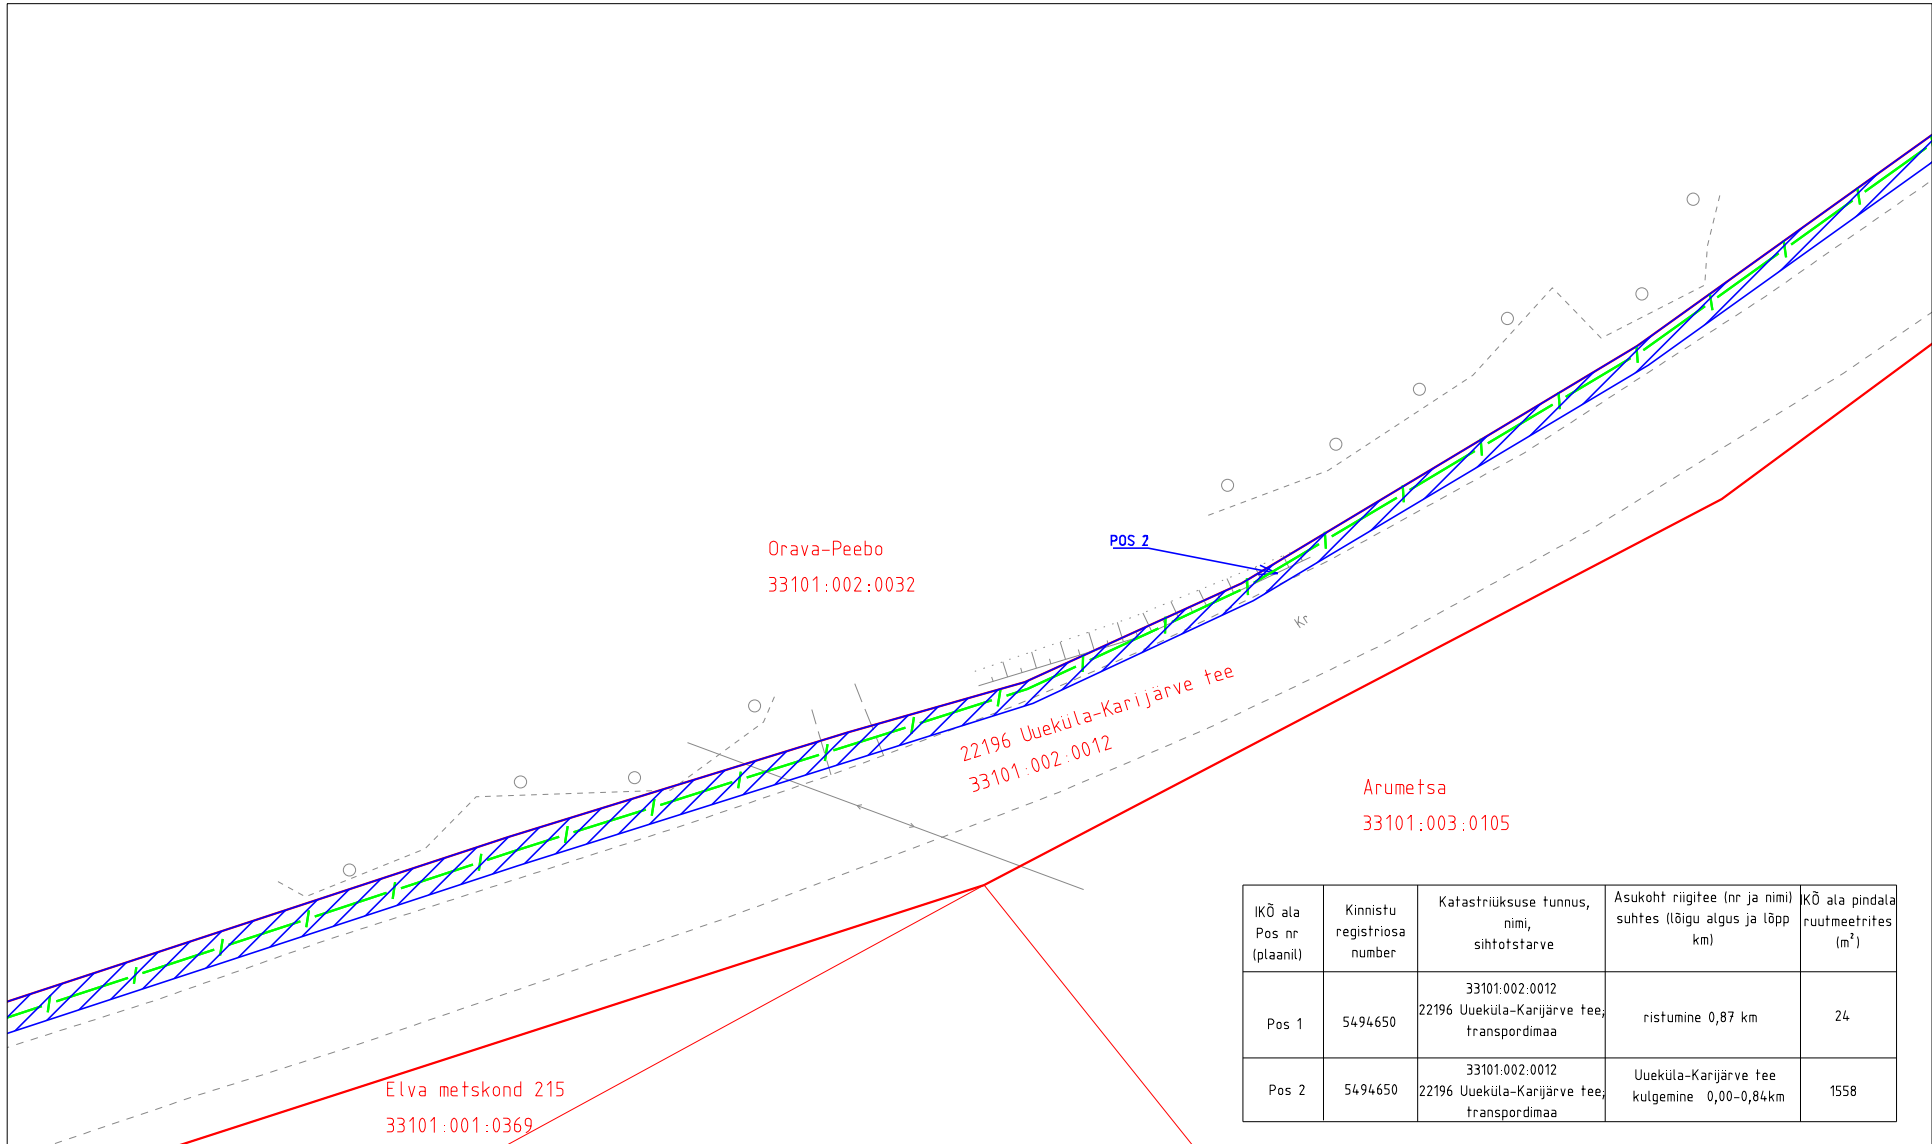 Orava-Peebo
33101:002:0032
POS 2
Kr
22196 Uueküla-Karijärve tee
33101:002:0012
Arumetsa
33101:003:0105
Elva metskond 215
33101:001:0369
IKÕ ala
Pos nr
(plaanil)
Kinnistu
registriosa
number
Katastriüksuse tunnus,
nimi,
sihtotstarve
Asukoht riigitee (nr ja nimi)
suhtes (lõigu algus ja lõpp
km)
IKÕ ala pindala
ruutmeetrites
(m²)
Pos 1
5494650
33101:002:0012
22196 Uueküla-Karijärve tee;
transpordimaa
ristumine 0,87 km
24
Pos 2
5494650
33101:002:0012
22196 Uueküla-Karijärve tee;
transpordimaa
Uueküla-Karijärve tee
kulgemine 0,00-0,84km
1558